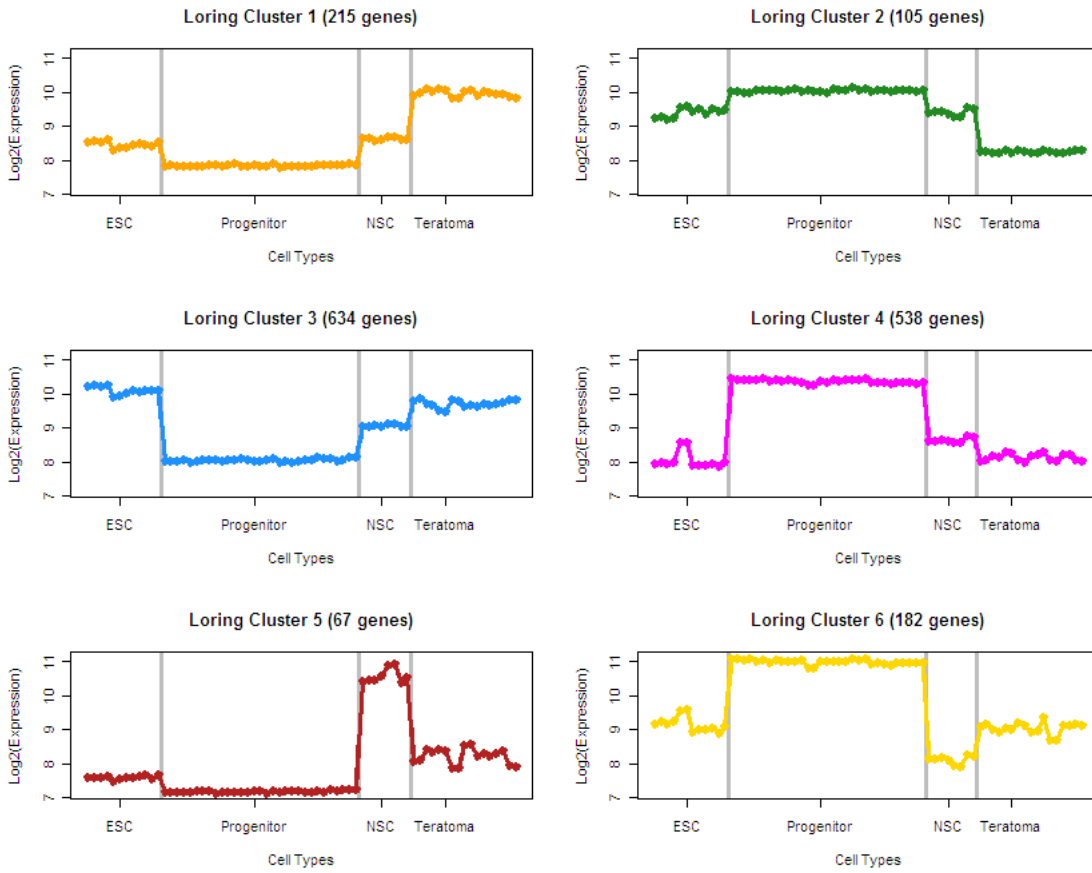 Loring Cluster 1 (215 genes)
Log2(Expression)
11
10
9
8
7
ESC Progenitor NSC Teratoma
Cell Types
Loring Cluster 2 (105 genes)
Log2(Expression)
11
10
9
8
7
ESC Progenitor NSC Teratoma
Cell Types
Loring Cluster 3 (634 genes)
Log2(Expression)
11
10
9
8
7
ESC Progenitor NSC Teratoma
Cell Types
Loring Cluster 4 (538 genes)
Log2(Expression)
11
10
9
8
7
ESC Progenitor NSC Teratoma
Cell Types
Loring Cluster 5 (67 genes)
Log2(Expression)
11
10
9
8
7
ESC Progenitor NSC Teratoma
Cell Types
Loring Cluster 6 (182 genes)
Log2(Expression)
11
10
9
8
7
ESC Progenitor NSC Teratoma
Cell Types